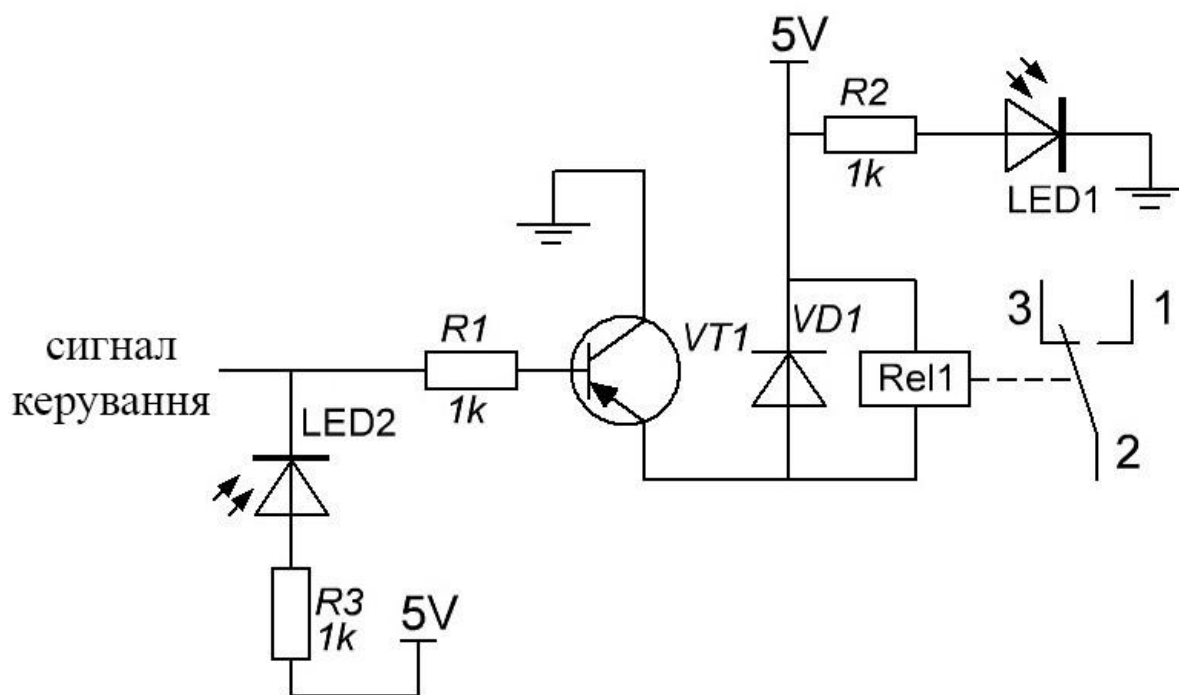 5V
R2
1k
LED1
3
1
сигнал
керування
R1
1k
VT1
VD1
Rel1
LED2
2
R3
1k
5V